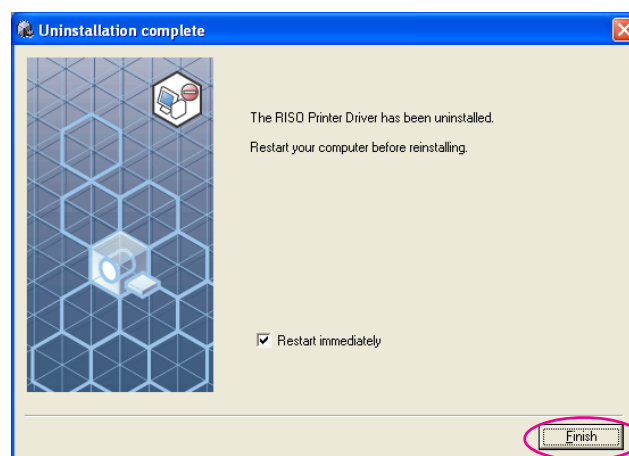 Uninstallation complete
The RISO Printer Driver has been uninstalled.
Restart your computer before reinstalling.
Restart immediately
Finish